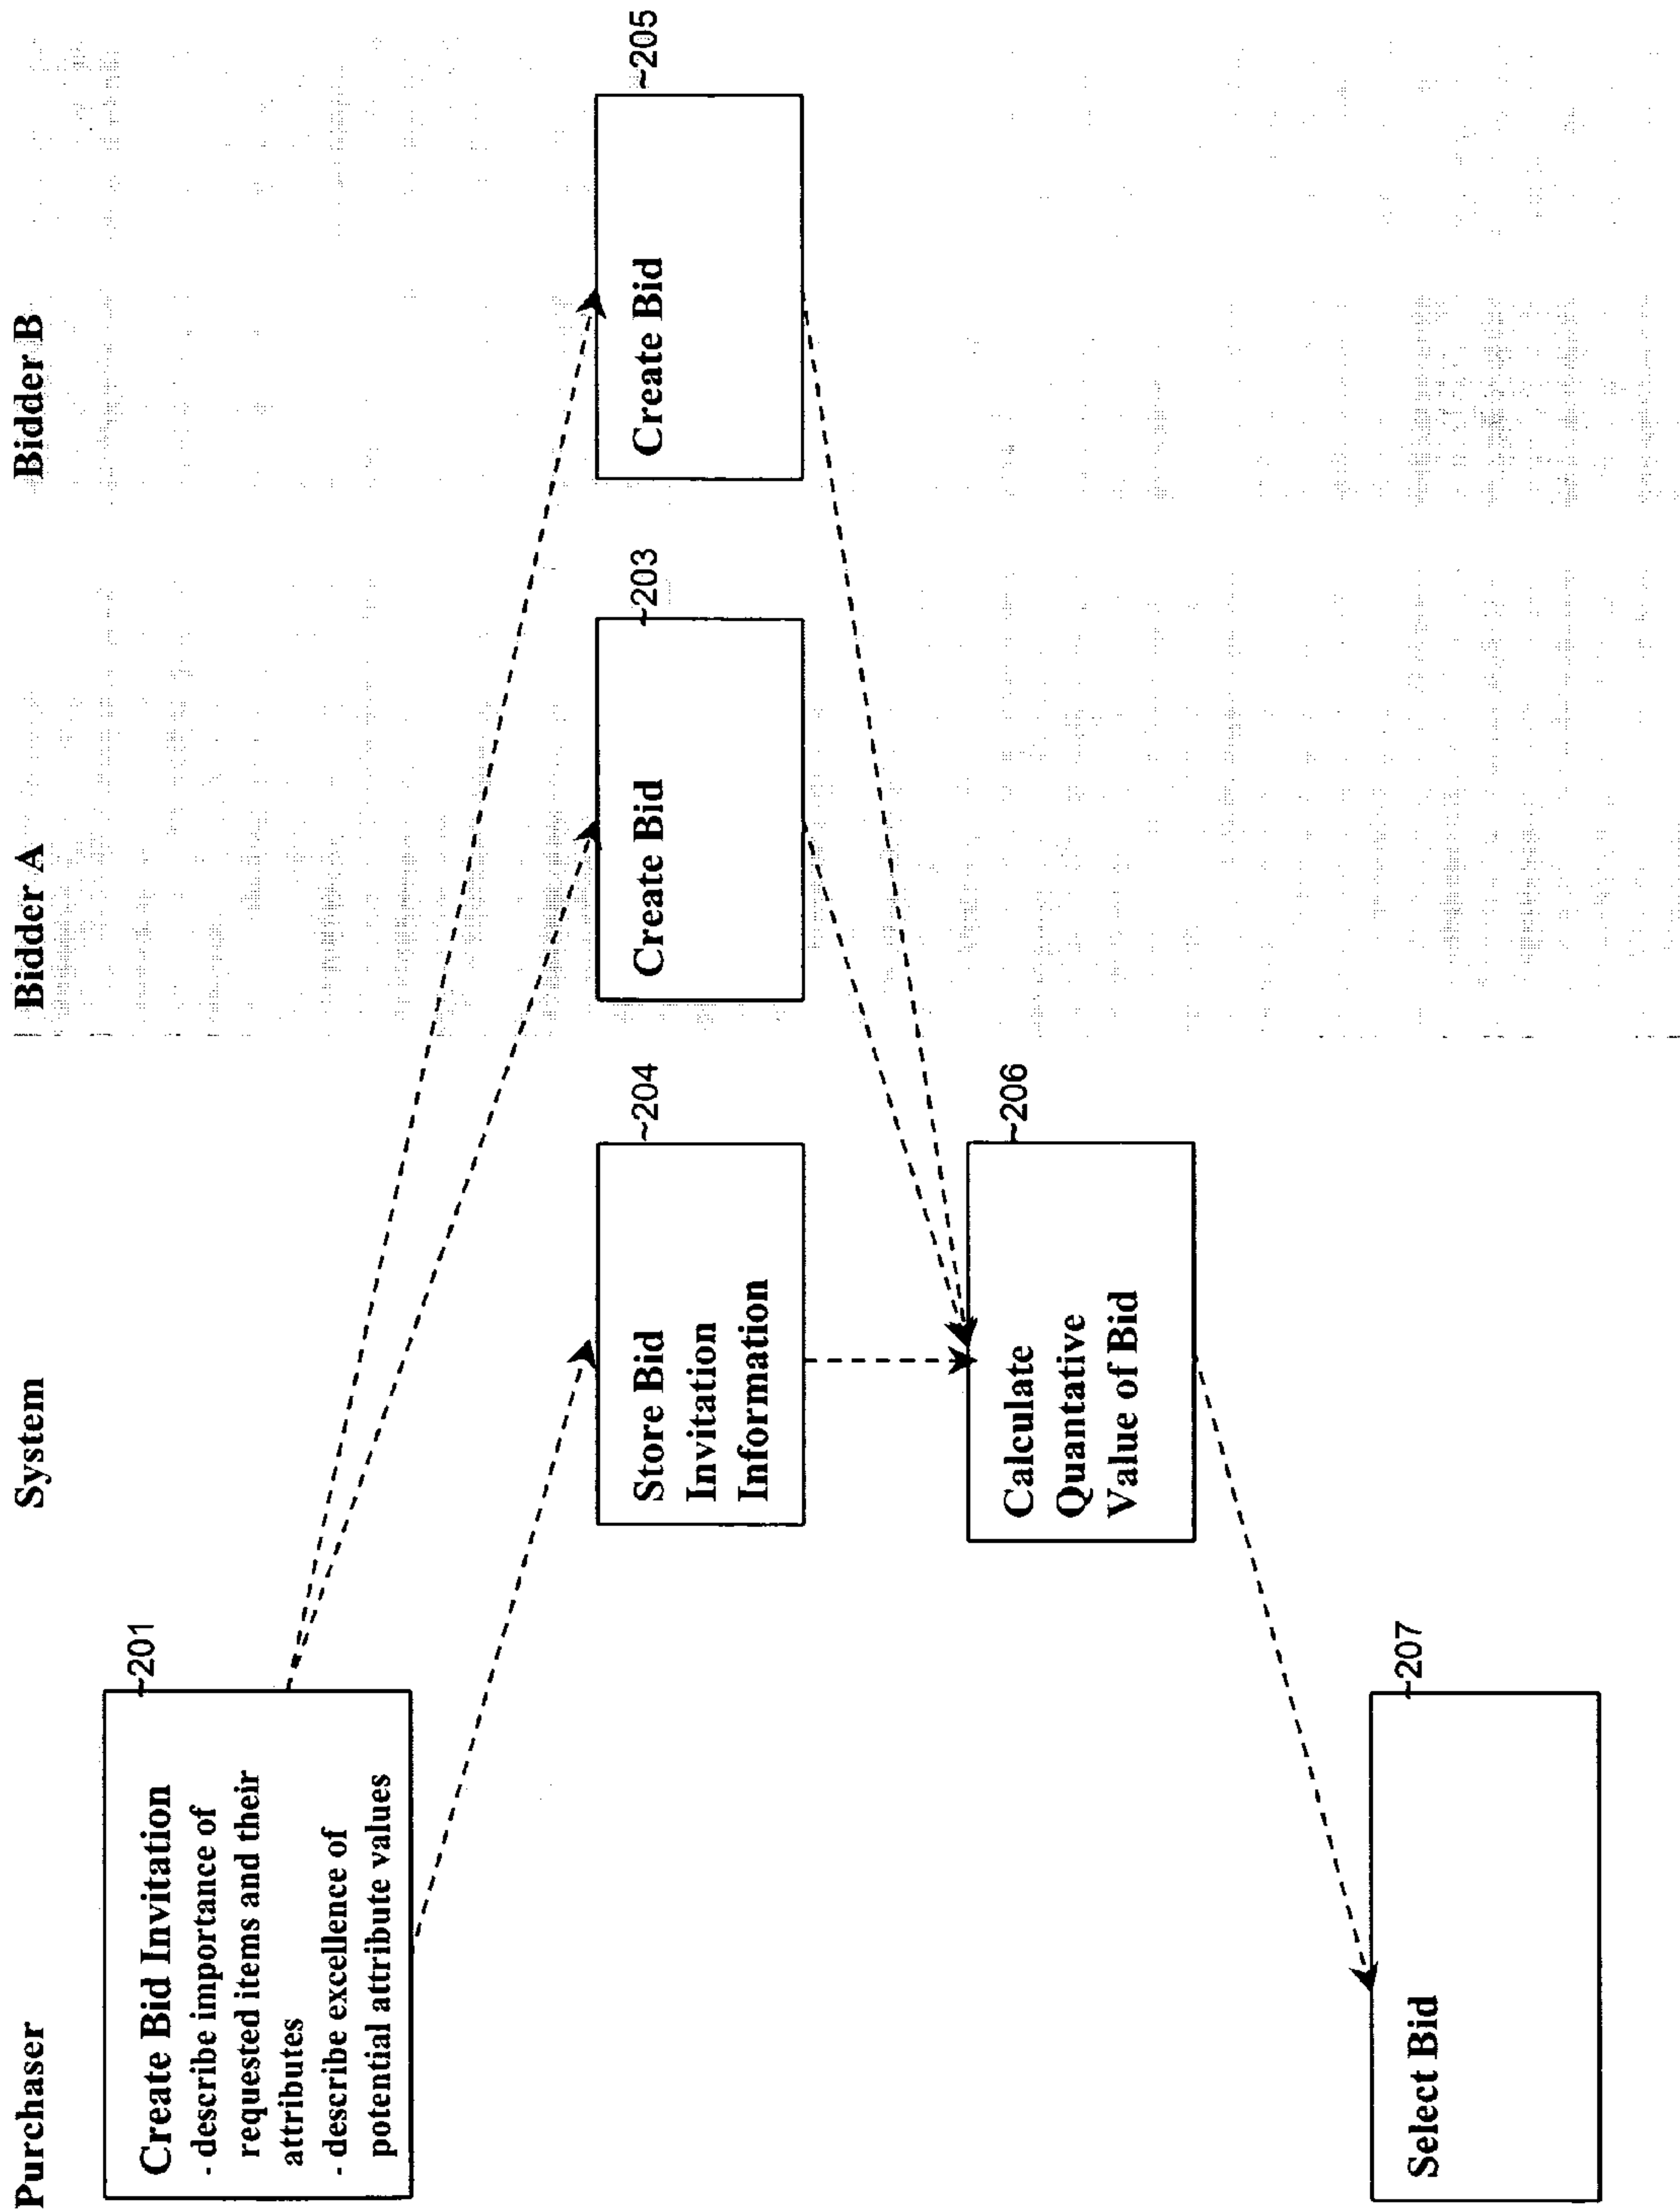 Purchaser
System
Bidder A
Bidder B
~201
Create Bid Invitation
- describe importance of
requested items and their
attributes
- describe excellence of
potential attribute values
~204
Store Bid
Invitation
Information
~203
Create Bid
~205
Create Bid
~206
Calculate
Quantative
Value of Bid
~207
Select Bid